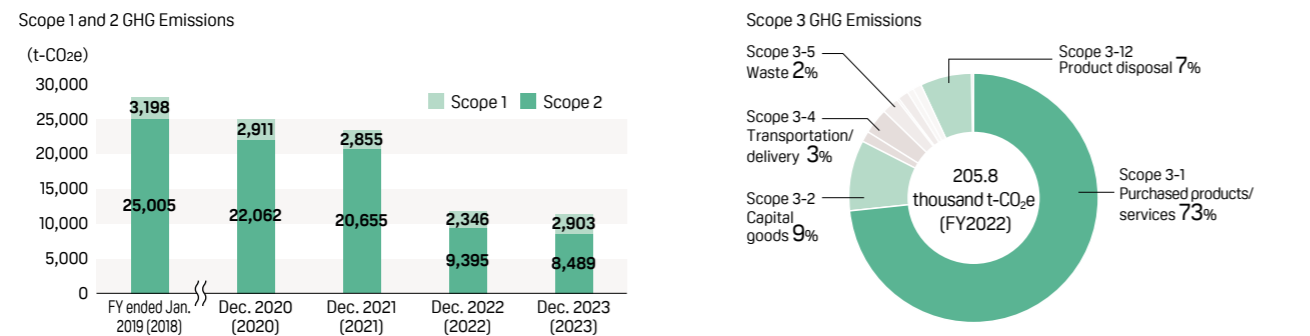 Scope 1 and 2 GHG Emissions
(t-CO2e)
30,000
25,000
20,000
15,000
10,000
5,000
0
Scope 1
Scope 2
3,198
25,005
2,911
22,062
2,855
20,655
2,346
9,395
2,903
8,489
FY ended Jan.
2019 (2018)
Dec. 2020
(2020)
Dec. 2021
(2021)
Dec. 2022
(2022)
Dec. 2023
(2023)
Scope 3 GHG Emissions
Scope 3-5
Waste 2%
Scope 3-4
Transportation/
delivery 3%
Scope 3-2
Capital
goods 9%
Scope 3-12
Product disposal 7%
Scope 3-1
Purchased products/
services 73%
205.8
thousand t-CO₂e
(FY2022)